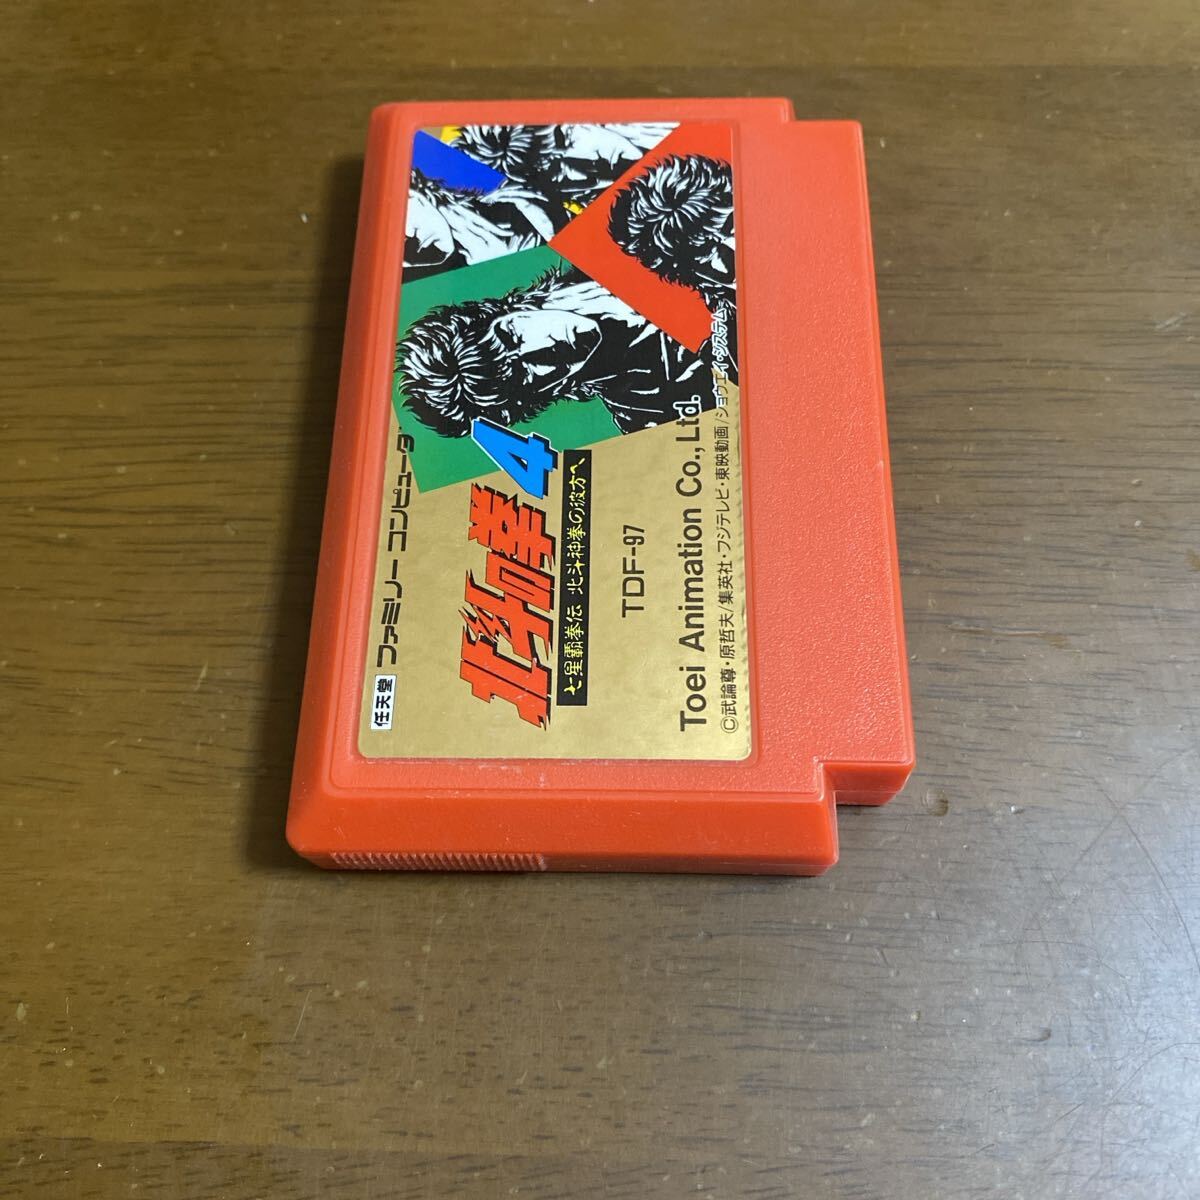 任天堂 ファミリーコンピュータ
北斗の拳4
七星覇拳伝 北斗神拳の彼方へ
TDF-97
Toei Animation Co., Ltd.
©武論尊・原哲夫/集英社・フジテレビ・東映動画/ショウエイ・システム